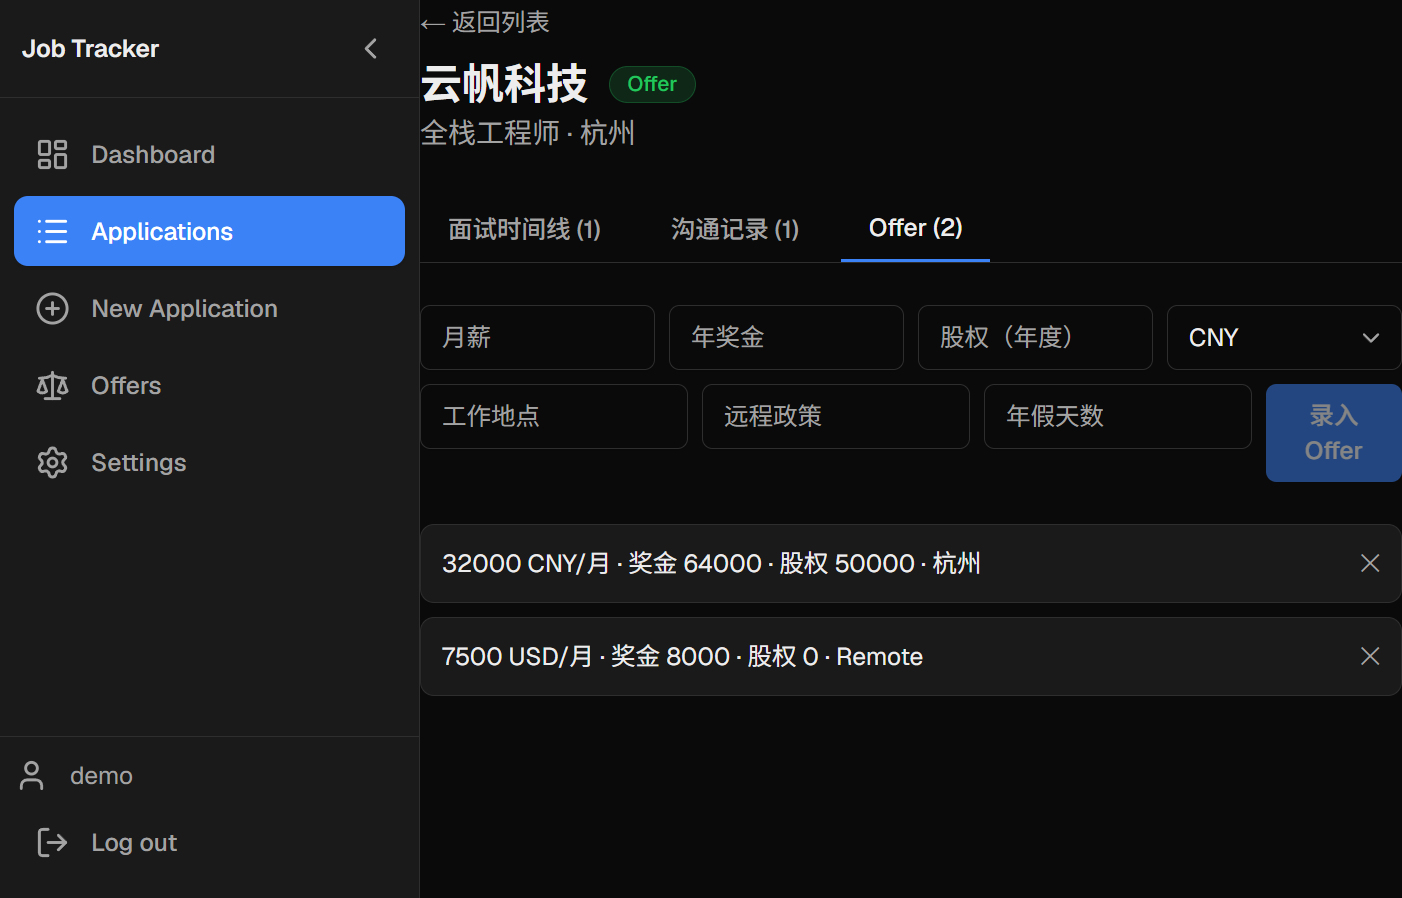 Job Tracker
Dashboard
Applications
New Application
Offers
Settings
demo
Log out
← 返回列表
云帆科技 Offer
全栈工程师 · 杭州
面试时间线 (1) 沟通记录 (1) Offer (2)
月薪 年奖金 股权（年度） CNY
工作地点 远程政策 年假天数 录入
Offer
32000 CNY/月 · 奖金 64000 · 股权 50000 · 杭州
7500 USD/月 · 奖金 8000 · 股权 0 · Remote